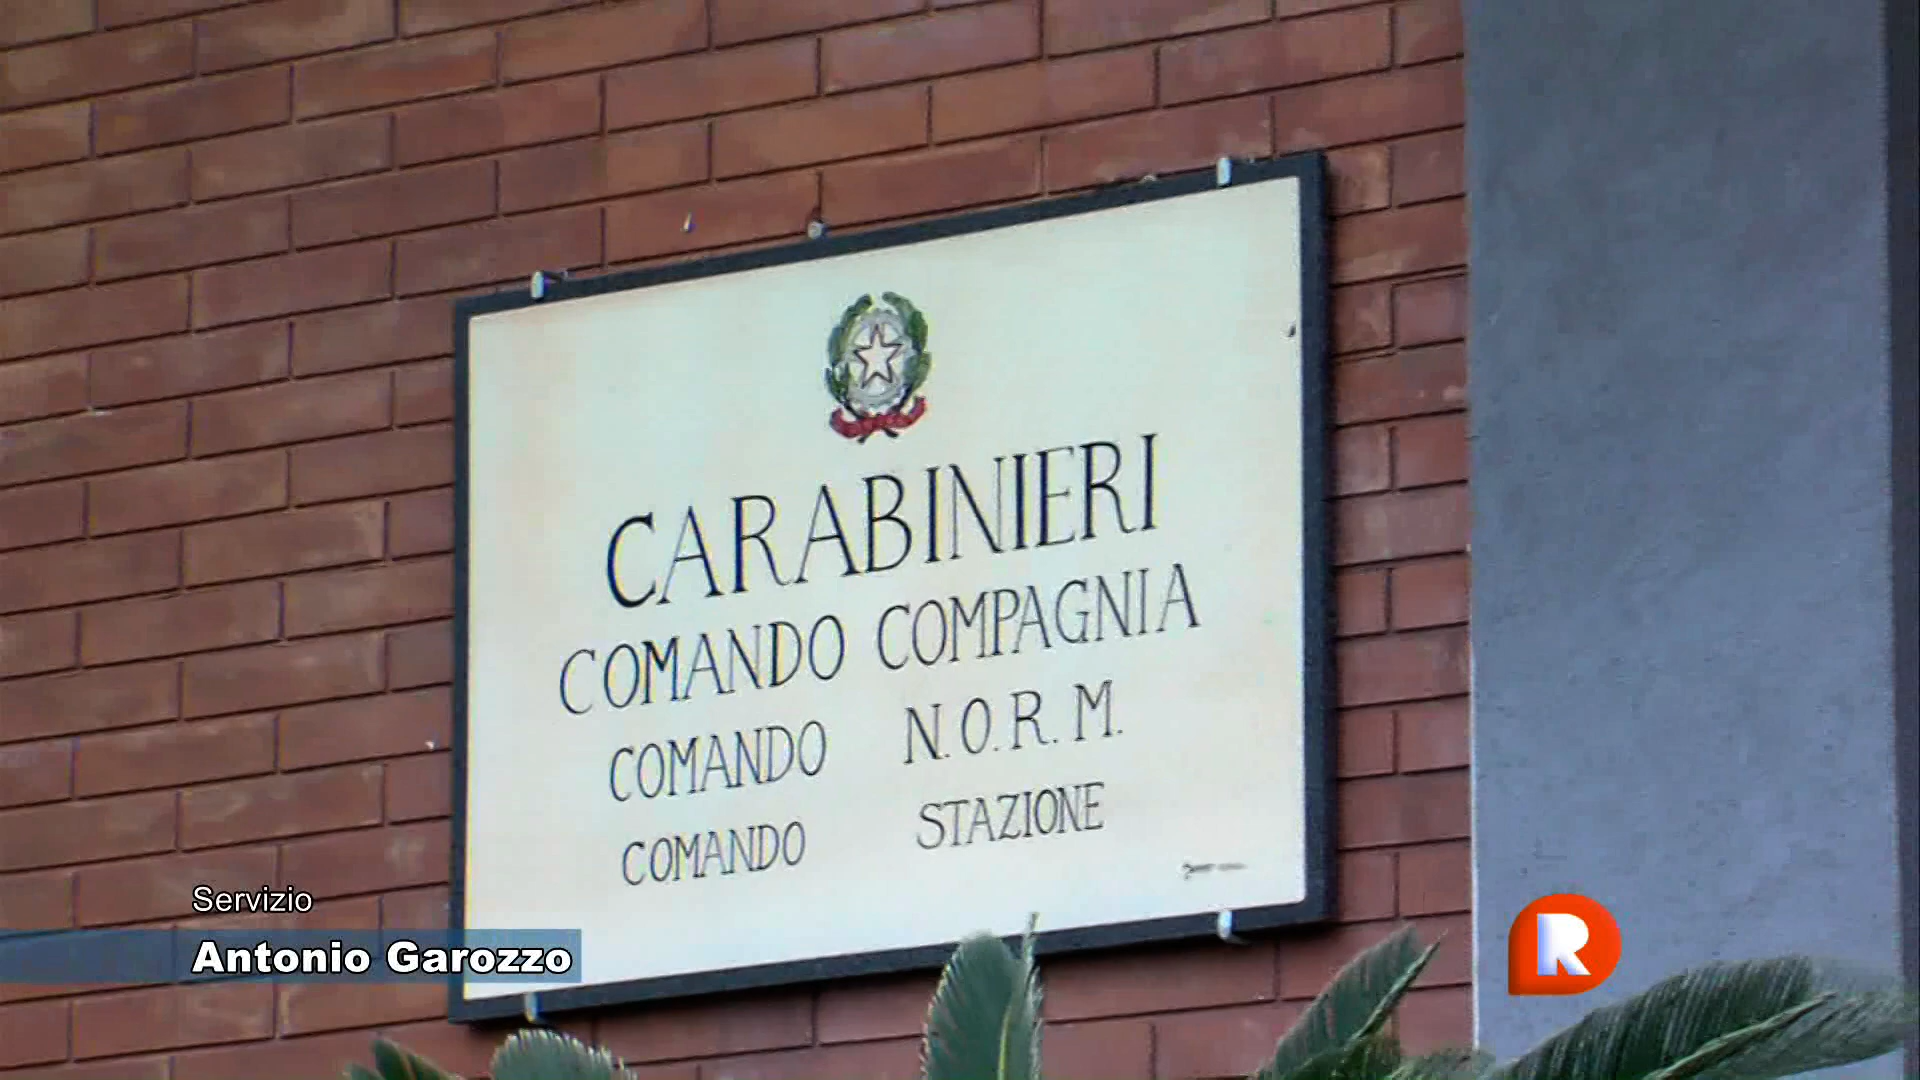 CARABINIERI
COMANDO COMPAGNIA
COMANDO N.O.R.M.
COMANDO STAZIONE
Servizio
Antonio Garozzo
R